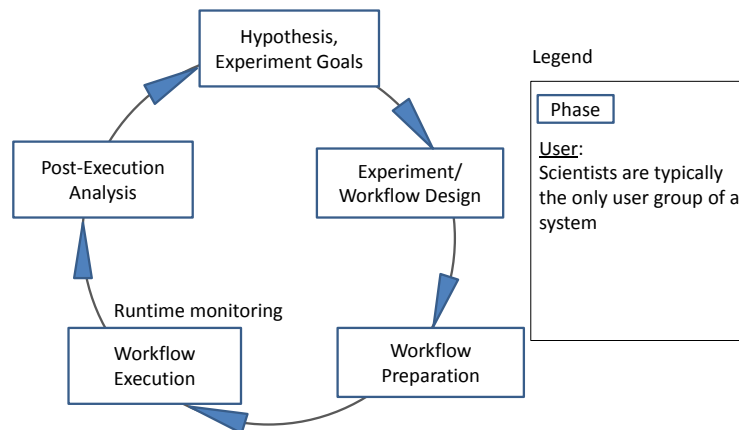 Hypothesis,
Experiment Goals
Experiment/
Workflow Design
Workflow
Preparation
Runtime monitoring
Workflow
Execution
Post-Execution
Analysis
Legend
Phase
User:
Scientists are typically
the only user group of a
system